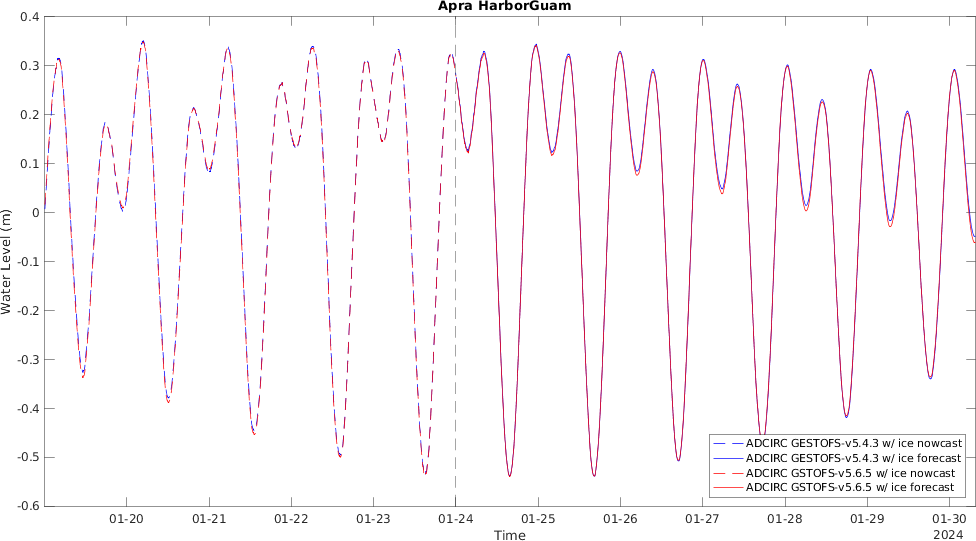 Apra HarborGuam
0.4
0.3
0.2
0.1
0
-0.1
-0.2
-0.3
-0.4
-0.5
-0.6
Water Level (m)
ADCIRC GESTOFS-v5.4.3 w/ ice nowcast
ADCIRC GESTOFS-v5.4.3 w/ ice forecast
ADCIRC GSTOFS-v5.6.5 w/ ice nowcast
ADCIRC GSTOFS-v5.6.5 w/ ice forecast
01-20 01-21 01-22 01-23 01-24 01-25 01-26 01-27 01-28 01-29 01-30
Time
2024